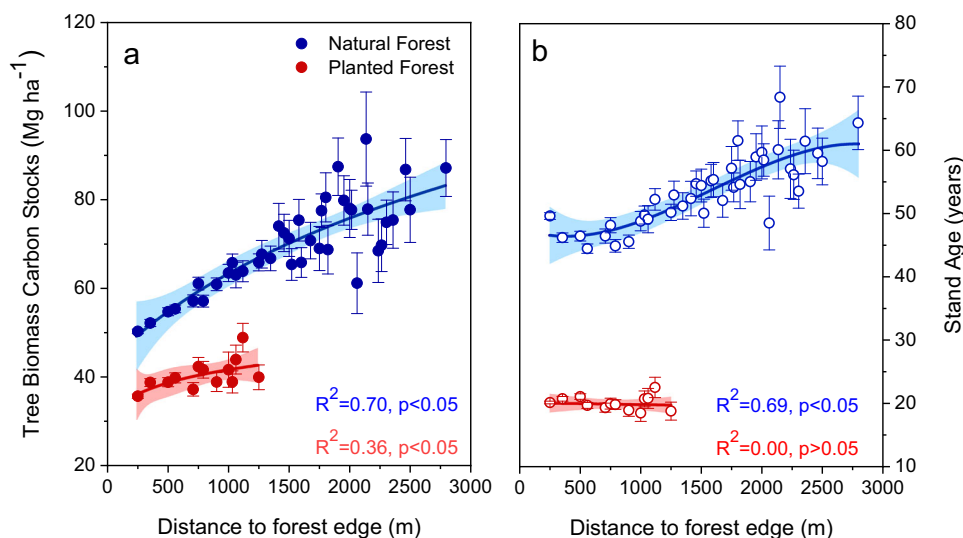 a
Natural Forest
Planted Forest
Tree Biomass Carbon Stocks (Mg ha⁻¹)
120
100
80
60
40
20
R²=0.70, p<0.05
R²=0.36, p<0.05
0 500 1000 1500 2000 2500 3000
Distance to forest edge (m)
b
80
70
60
50
40
30
20
10
Stand Age (years)
R²=0.69, p<0.05
R²=0.00, p>0.05
0 500 1000 1500 2000 2500 3000
Distance to forest edge (m)